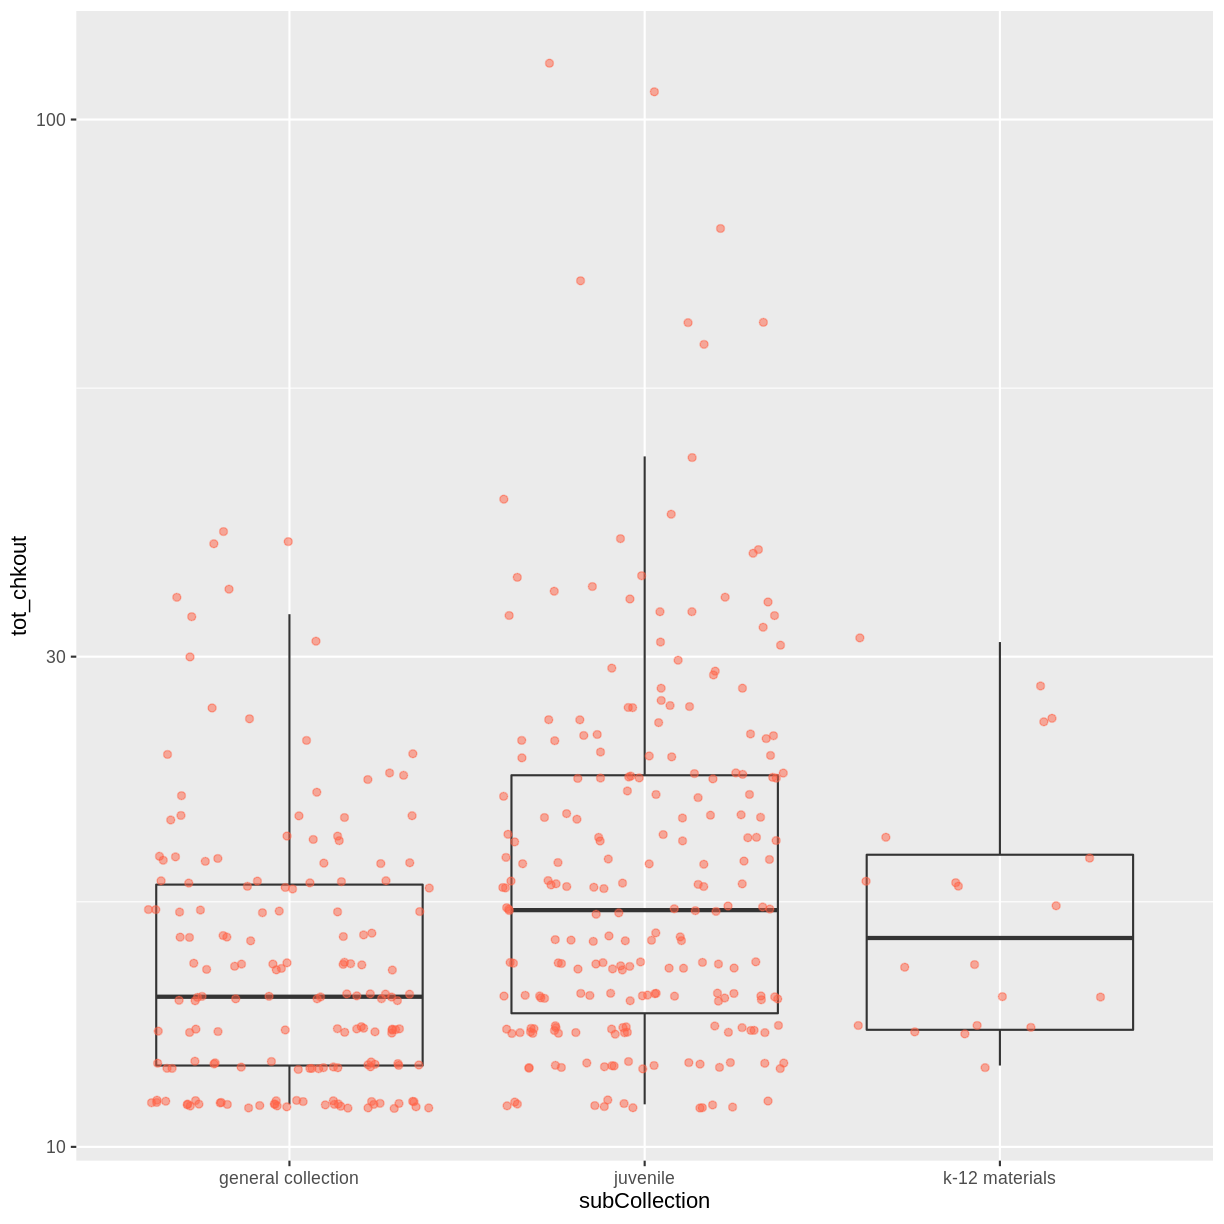 100
30
10
tot_chkout
general collection
juvenile
k-12 materials
subCollection